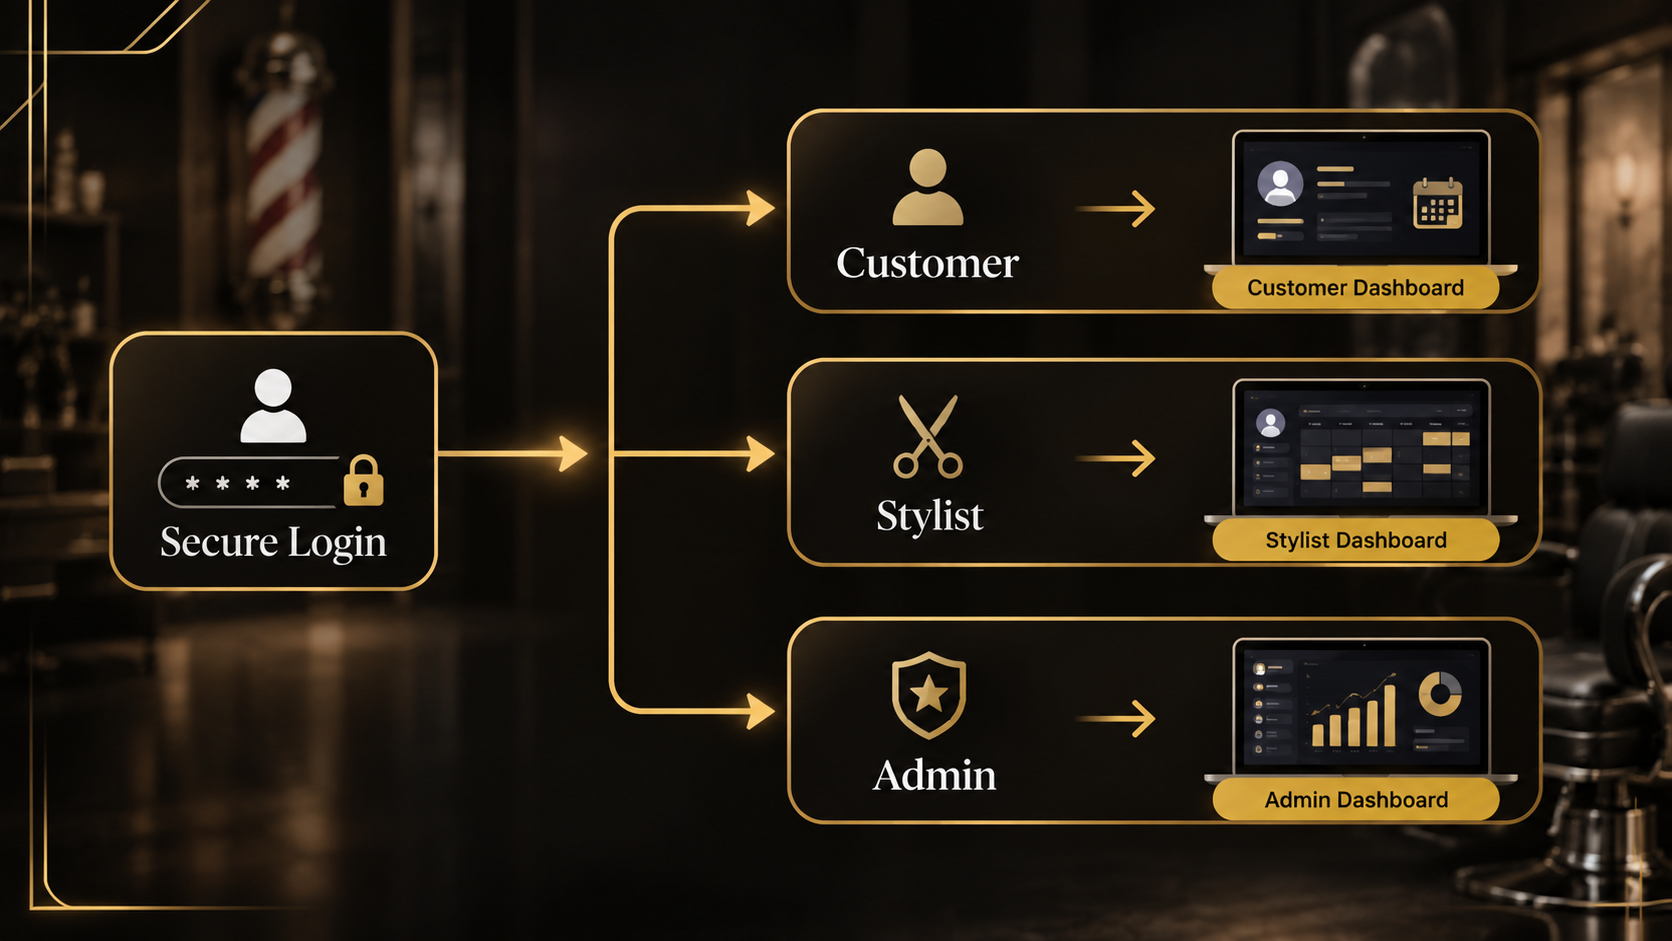 * * * *
Secure Login
Customer
Customer Dashboard
Stylist
Stylist Dashboard
Admin
Admin Dashboard